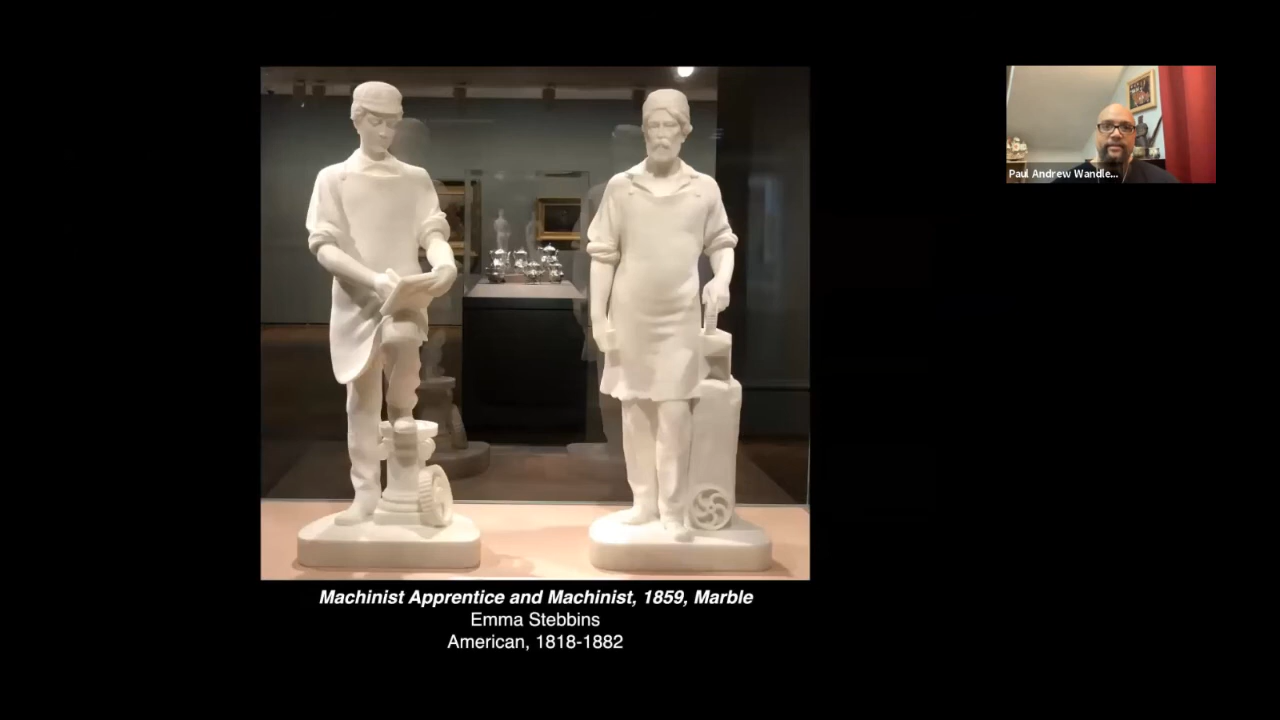 Paul Andrew Wandle...
Machinist Apprentice and Machinist, 1859, Marble
Emma Stebbins
American, 1818-1882